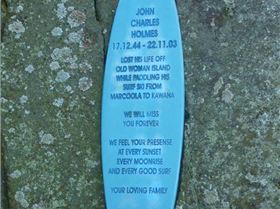 JOHN
CHARLES
HOLMES
17.12.44 - 22.11.03
LOST HIS LIFE OFF
OLD WOMAN ISLAND
WHILE PADDLING HIS
SURF SKI FROM
MARCOOLA TO KAWANA
WE WILL MISS
YOU FOREVER
WE FEEL YOUR PRESENSE
AT EVERY SUNSET
EVERY MOONRISE
AND EVERY GOOD SURF
YOUR LOVING FAMILY